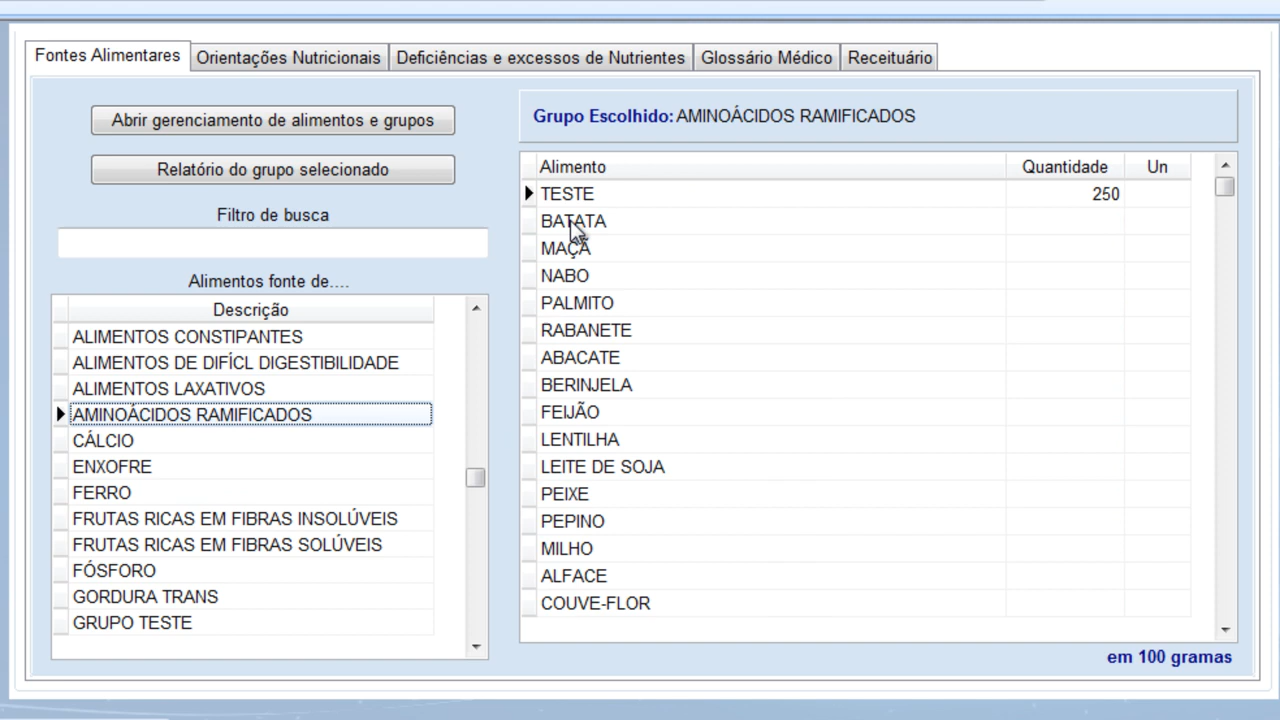 Fontes Alimentares Orientações Nutricionais Deficiências e excessos de Nutrientes Glossário Médico Receituário
Abrir gerenciamento de alimentos e grupos
Relatório do grupo selecionado
Filtro de busca
Alimentos fonte de....
Descrição
ALIMENTOS CONSTIPANTES
ALIMENTOS DE DIFÍCL DIGESTIBILIDADE
ALIMENTOS LAXATIVOS
AMINOÁCIDOS RAMIFICADOS
CÁLCIO
ENXOFRE
FERRO
FRUTAS RICAS EM FIBRAS INSOLÚVEIS
FRUTAS RICAS EM FIBRAS SOLÚVEIS
FÓSFORO
GORDURA TRANS
GRUPO TESTE
Grupo Escolhido: AMINOÁCIDOS RAMIFICADOS
Alimento Quantidade Un
TESTE 250
BATATA
MAÇÃ
NABO
PALMITO
RABANETE
ABACATE
BERINJELA
FEIJÃO
LENTILHA
LEITE DE SOJA
PEIXE
PEPINO
MILHO
ALFACE
COUVE-FLOR
em 100 gramas